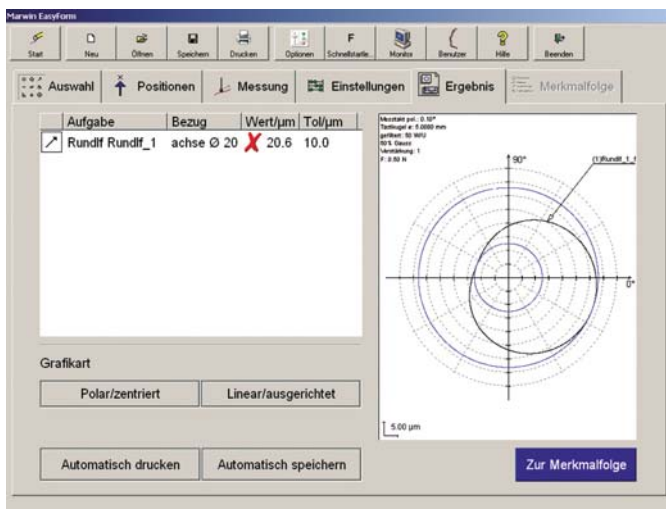 Marwin EasyForm
Start Neu Öffnen Speichern Drucken Optionen Schnellstarte... Monitor Benutzer Hilfe Beenden
F
Auswahl Positionen Messung Einstellungen Ergebnis Merkmalfolge
Aufgabe Bezug Wert/µm Tol/µm
Rundlf Rundlf_1 achse Ø 20 20.6 10.0
Messtakt pol.: 0.10°
Tastkugel ø: 5.0000 mm
gefiltert: 50 W/U
50% Gauss
Verstärkung: 1
F: 0.50 N
90°
(1)Rundlf_1_1
0°
Grafikart
Polar/zentriert Linear/ausgerichtet
5.00 µm
Automatisch drucken Automatisch speichern Zur Merkmalfolge